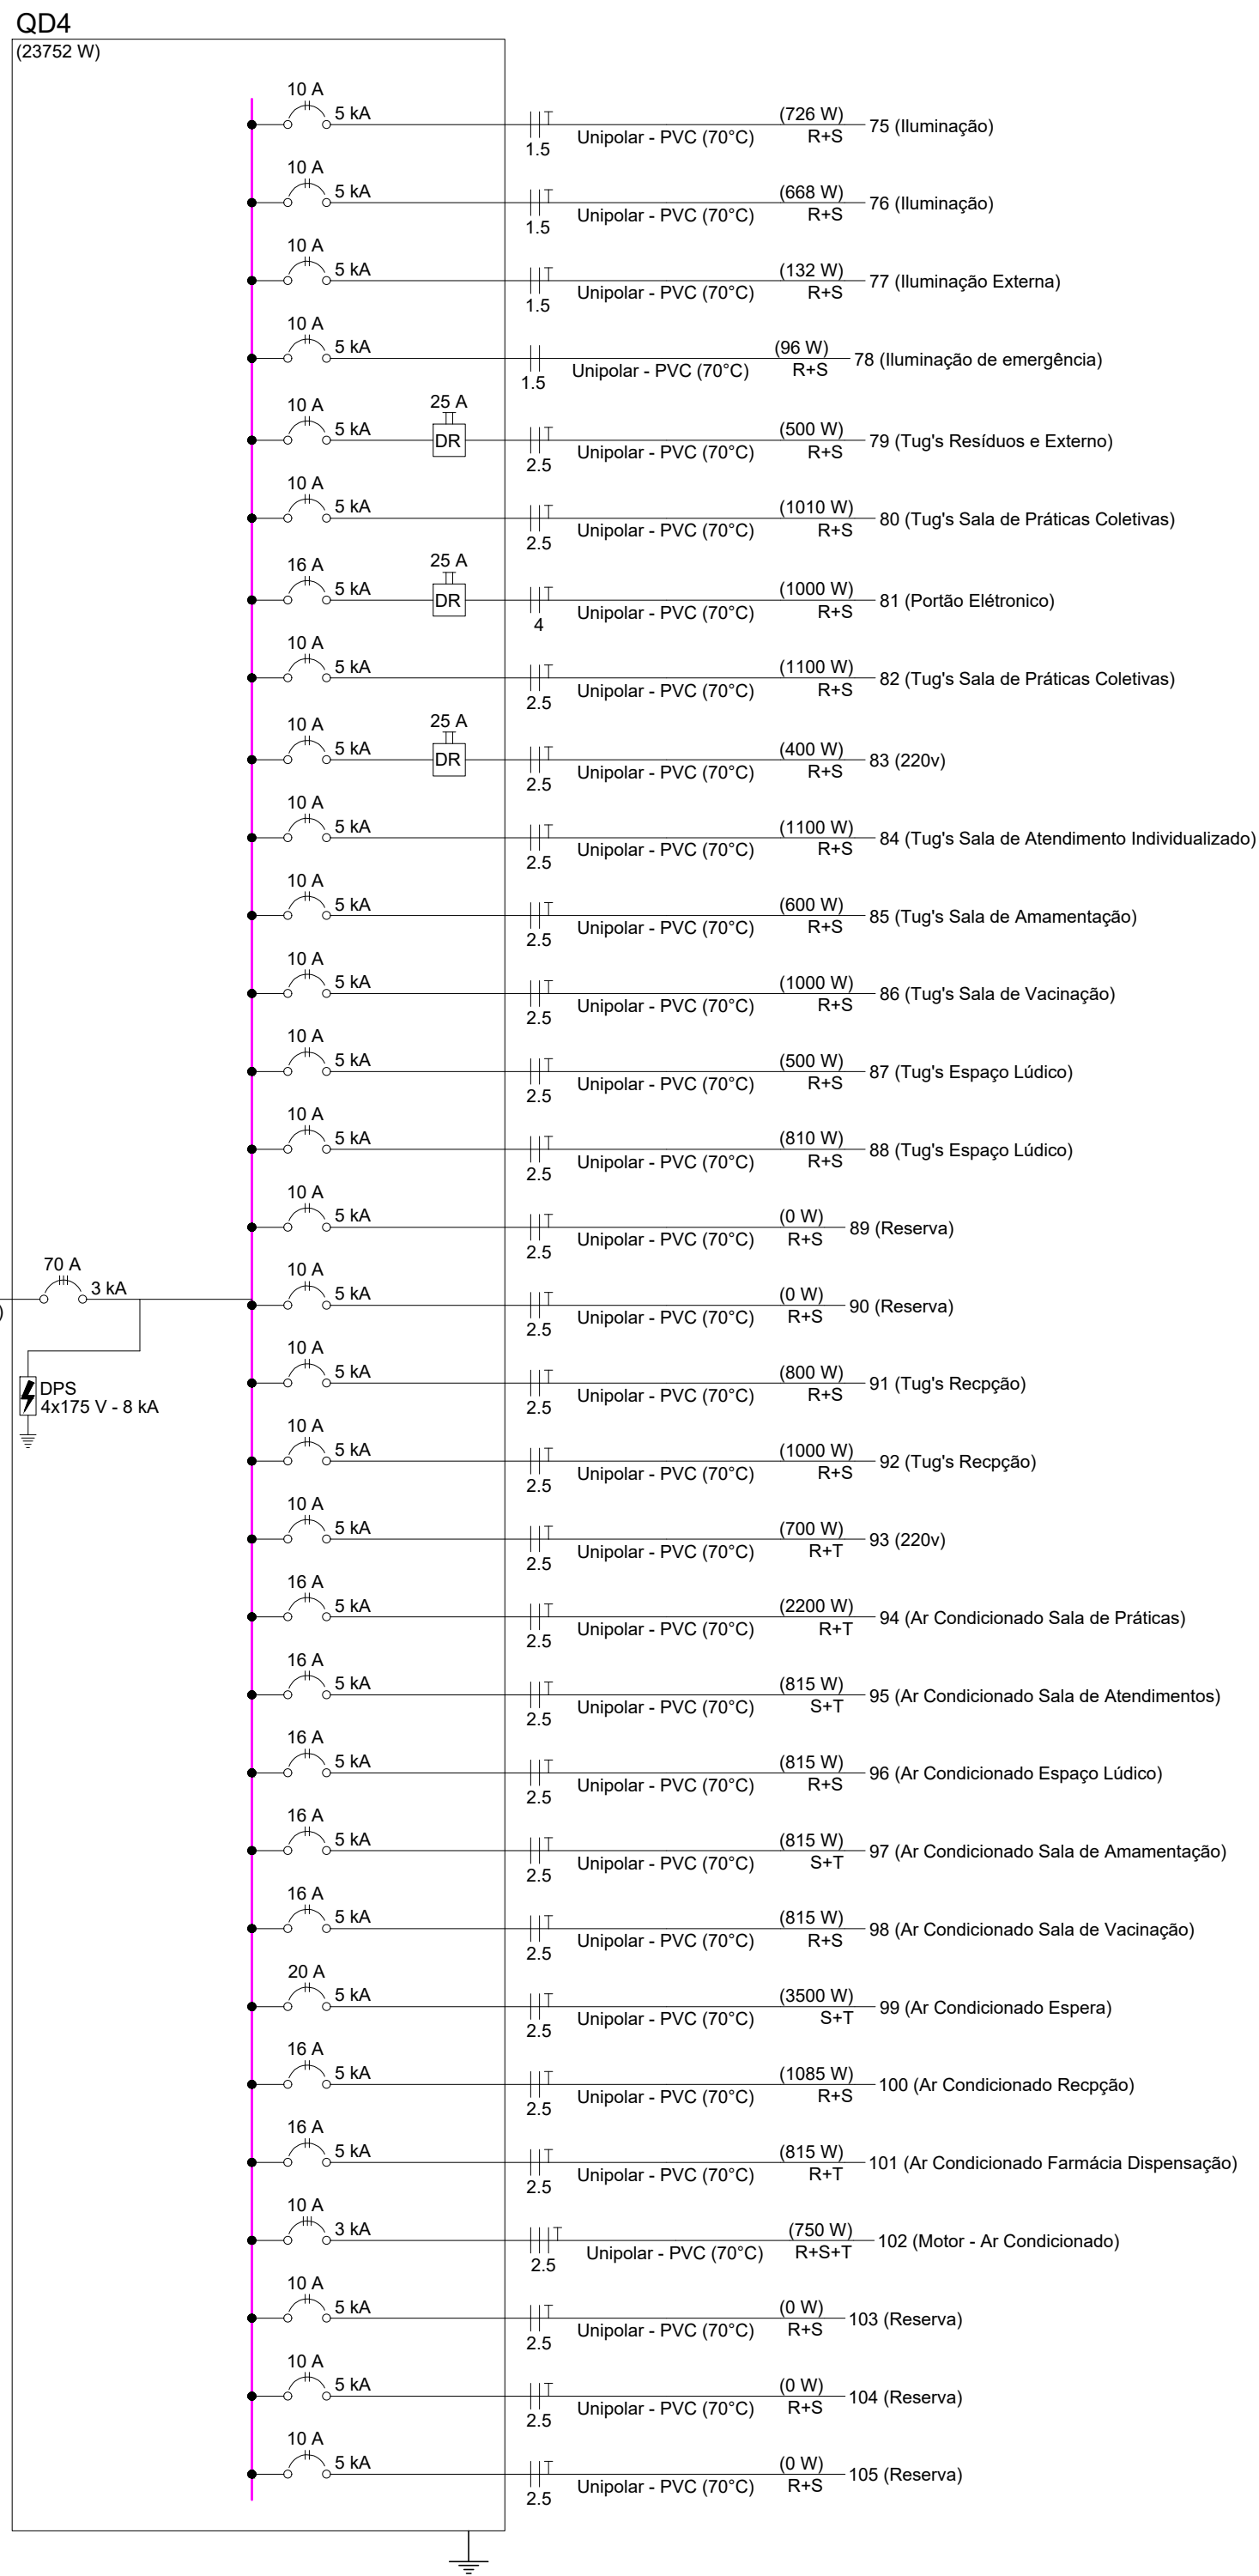 QD4
(23752 W)
10 A
5 kA
1.5
Unipolar - PVC (70°C)
(726 W)
R+S
75 (Iluminação)
10 A
5 kA
1.5
Unipolar - PVC (70°C)
(668 W)
R+S
76 (Iluminação)
10 A
5 kA
1.5
Unipolar - PVC (70°C)
(132 W)
R+S
77 (Iluminação Externa)
10 A
5 kA
1.5
Unipolar - PVC (70°C)
(96 W)
R+S
78 (Iluminação de emergência)
10 A
5 kA
25 A
DR
2.5
Unipolar - PVC (70°C)
(500 W)
R+S
79 (Tug's Resíduos e Externo)
10 A
5 kA
2.5
Unipolar - PVC (70°C)
(1010 W)
R+S
80 (Tug's Sala de Práticas Coletivas)
16 A
5 kA
25 A
DR
4
Unipolar - PVC (70°C)
(1000 W)
R+S
81 (Portão Elétronico)
10 A
5 kA
2.5
Unipolar - PVC (70°C)
(1100 W)
R+S
82 (Tug's Sala de Práticas Coletivas)
10 A
5 kA
25 A
DR
2.5
Unipolar - PVC (70°C)
(400 W)
R+S
83 (220v)
10 A
5 kA
2.5
Unipolar - PVC (70°C)
(1100 W)
R+S
84 (Tug's Sala de Atendimento Individualizado)
10 A
5 kA
2.5
Unipolar - PVC (70°C)
(600 W)
R+S
85 (Tug's Sala de Amamentação)
10 A
5 kA
2.5
Unipolar - PVC (70°C)
(1000 W)
R+S
86 (Tug's Sala de Vacinação)
10 A
5 kA
2.5
Unipolar - PVC (70°C)
(500 W)
R+S
87 (Tug's Espaço Lúdico)
10 A
5 kA
2.5
Unipolar - PVC (70°C)
(810 W)
R+S
88 (Tug's Espaço Lúdico)
10 A
5 kA
2.5
Unipolar - PVC (70°C)
(0 W)
R+S
89 (Reserva)
70 A
3 kA
)
DPS
4x175 V - 8 kA
10 A
5 kA
2.5
Unipolar - PVC (70°C)
(0 W)
R+S
90 (Reserva)
10 A
5 kA
2.5
Unipolar - PVC (70°C)
(800 W)
R+S
91 (Tug's Recpção)
10 A
5 kA
2.5
Unipolar - PVC (70°C)
(1000 W)
R+S
92 (Tug's Recpção)
10 A
5 kA
2.5
Unipolar - PVC (70°C)
(700 W)
R+T
93 (220v)
16 A
5 kA
2.5
Unipolar - PVC (70°C)
(2200 W)
R+T
94 (Ar Condicionado Sala de Práticas)
16 A
5 kA
2.5
Unipolar - PVC (70°C)
(815 W)
S+T
95 (Ar Condicionado Sala de Atendimentos)
16 A
5 kA
2.5
Unipolar - PVC (70°C)
(815 W)
R+S
96 (Ar Condicionado Espaço Lúdico)
16 A
5 kA
2.5
Unipolar - PVC (70°C)
(815 W)
S+T
97 (Ar Condicionado Sala de Amamentação)
16 A
5 kA
2.5
Unipolar - PVC (70°C)
(815 W)
R+S
98 (Ar Condicionado Sala de Vacinação)
20 A
5 kA
2.5
Unipolar - PVC (70°C)
(3500 W)
S+T
99 (Ar Condicionado Espera)
16 A
5 kA
2.5
Unipolar - PVC (70°C)
(1085 W)
R+S
100 (Ar Condicionado Recpção)
16 A
5 kA
2.5
Unipolar - PVC (70°C)
(815 W)
R+T
101 (Ar Condicionado Farmácia Dispensação)
10 A
3 kA
2.5
Unipolar - PVC (70°C)
(750 W)
R+S+T
102 (Motor - Ar Condicionado)
10 A
5 kA
2.5
Unipolar - PVC (70°C)
(0 W)
R+S
103 (Reserva)
10 A
5 kA
2.5
Unipolar - PVC (70°C)
(0 W)
R+S
104 (Reserva)
10 A
5 kA
2.5
Unipolar - PVC (70°C)
(0 W)
R+S
105 (Reserva)